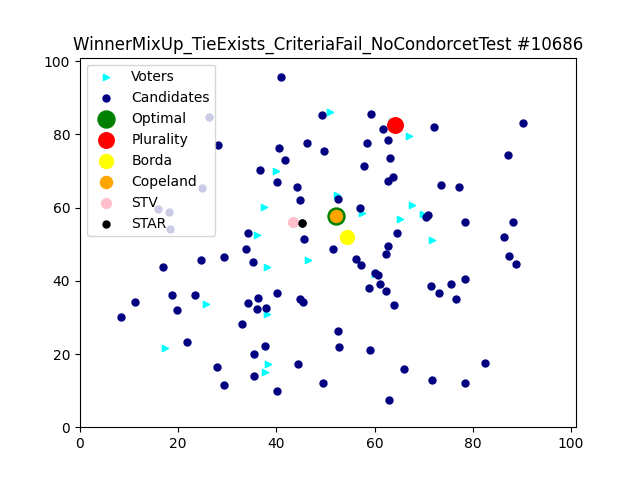 WinnerMixUp_TieExists_CriteriaFail_NoCondorcetTest #10686
100
80
60
40
20
0
Voters
Candidates
Optimal
Plurality
Borda
Copeland
STV
STAR
0 20 40 60 80 100